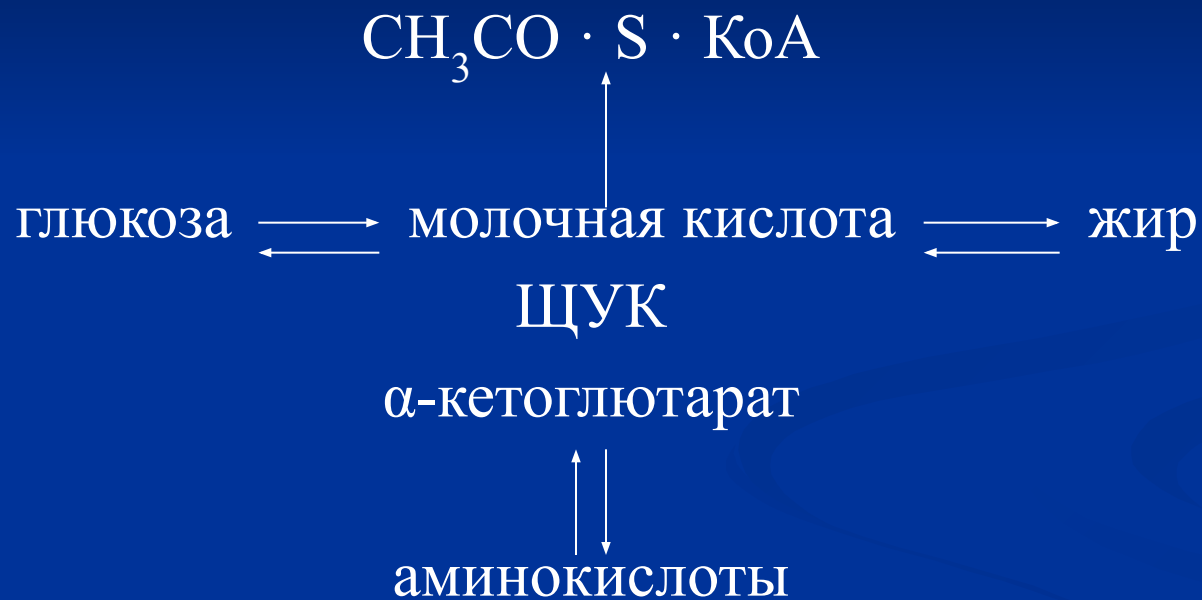 CH₃CO · S · КоА
глюкоза молочная кислота жир
ЩУК
α-кетоглютарат
аминокислоты